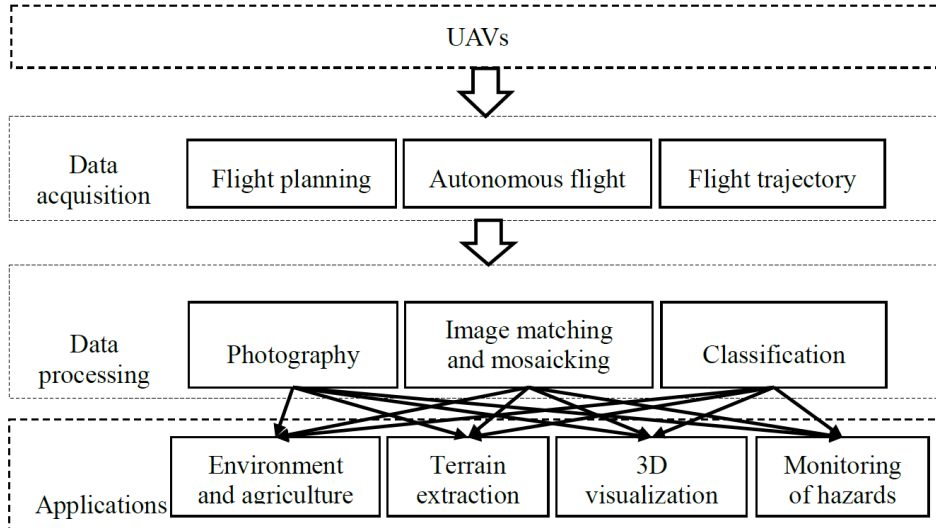 UAVs
Data
acquisition
Flight planning
Autonomous flight
Flight trajectory
Data
processing
Photography
Image matching
and mosaicking
Classification
Applications
Environment
and agriculture
Terrain
extraction
3D
visualization
Monitoring
of hazards